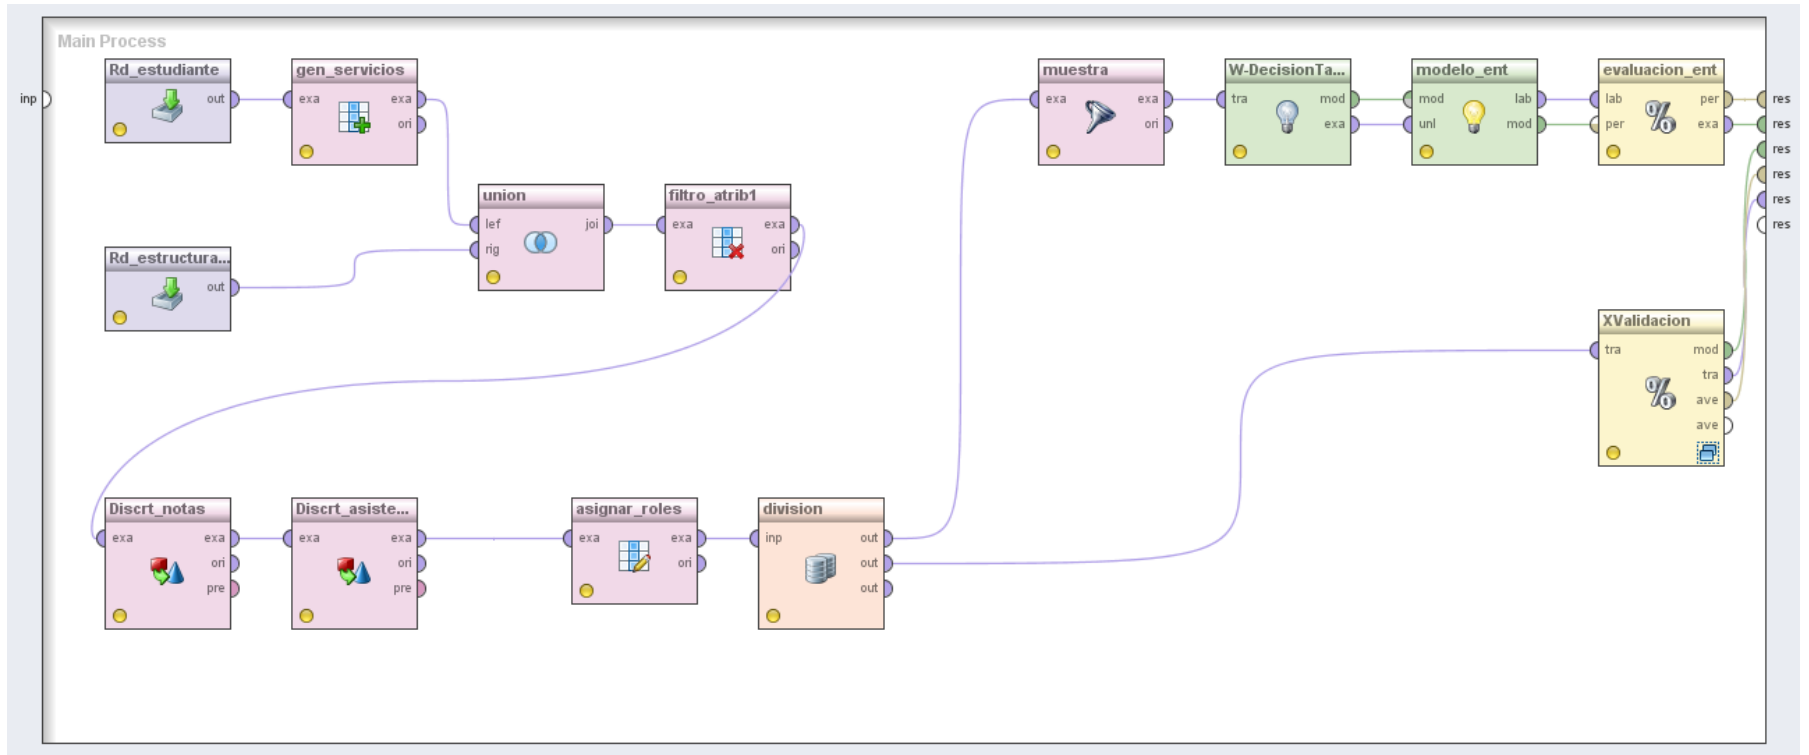 Main Process
inp
Rd_estudiante
out
gen_servicios
exa exa
ori
Rd_estructura...
out
union
lef joi
rig
filtro_atrib1
exa exa
ori
muestra
exa exa
ori
W-DecisionTa...
tra mod
exa
modelo_ent
mod lab
unl mod
evaluacion_ent
lab per
per exa
res
res
res
res
res
res
XValidacion
tra mod
tra
ave
ave
Discrt_notas
exa exa
ori
pre
Discrt_asiste...
exa exa
ori
pre
asignar_roles
exa exa
ori
division
inp out
out
out